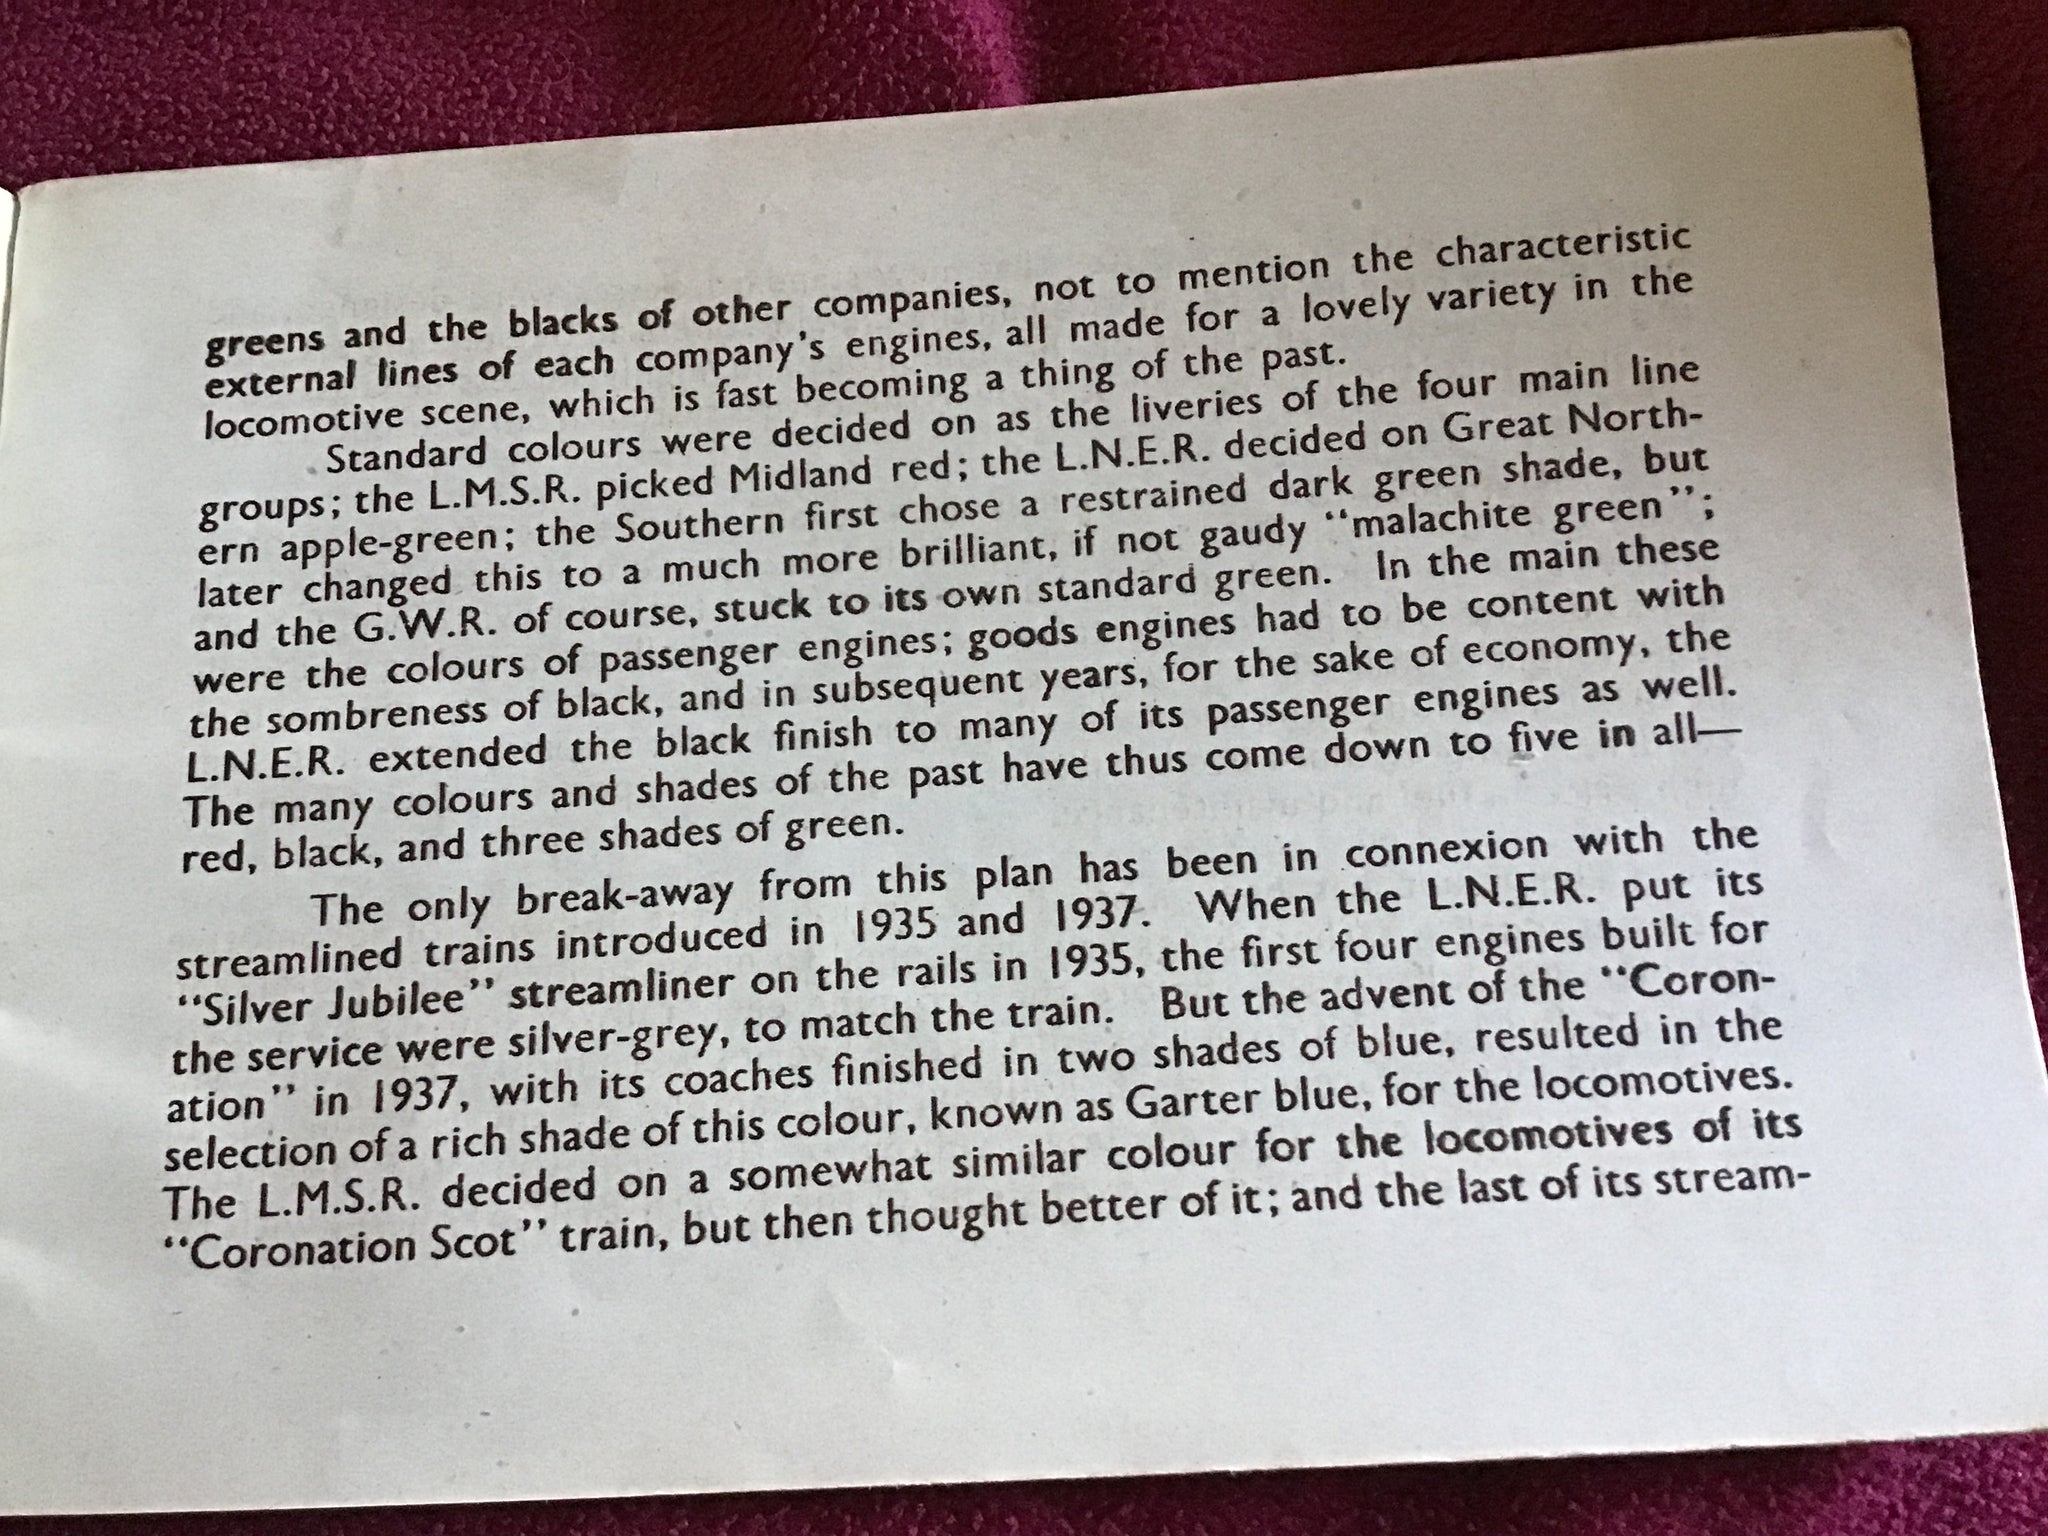 greens and the blacks of other companies, not to mention the characteristic
external lines of each company's engines, all made for a lovely variety in the
locomotive scene, which is fast becoming a thing of the past.
Standard colours were decided on as the liveries of the four main line
groups; the L.M.S.R. picked Midland red; the L.N.E.R. decided on Great North-
ern apple-green; the Southern first chose a restrained dark green shade, but
later changed this to a much more brilliant, if not gaudy "malachite green";
and the G.W.R. of course, stuck to its own standard green. In the main these
were the colours of passenger engines; goods engines had to be content with
the sombreness of black, and in subsequent years, for the sake of economy, the
L.N.E.R. extended the black finish to many of its passenger engines as well.
The many colours and shades of the past have thus come down to five in all—
red, black, and three shades of green.
The only break-away from this plan has been in connexion with the
streamlined trains introduced in 1935 and 1937. When the L.N.E.R. put its
"Silver Jubilee" streamliner on the rails in 1935, the first four engines built for
the service were silver-grey, to match the train. But the advent of the "Coron-
ation" in 1937, with its coaches finished in two shades of blue, resulted in the
selection of a rich shade of this colour, known as Garter blue, for the locomotives.
The L.M.S.R. decided on a somewhat similar colour for the locomotives of its
"Coronation Scot" train, but then thought better of it; and the last of its stream-